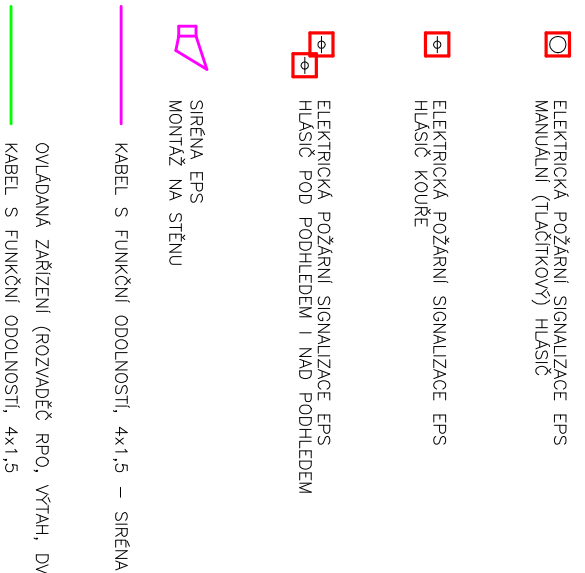 ELEKTRICKÁ POŽÁRNÍ SIGNALIZACE EPS
MANUÁLNÍ (TLAČÍTKOVÝ) HLÁSIČ
ELEKTRICKÁ POŽÁRNÍ SIGNALIZACE EPS
HLÁSIČ KOUŘE
ELEKTRICKÁ POŽÁRNÍ SIGNALIZACE EPS
HLÁSIČ POD PODHLEDEM I NAD PODHLEDEM
SIRÉNA EPS
MONTÁŽ NA STĚNU
KABEL S FUNKČNÍ ODOLNOSTÍ, 4x1,5 – SIRÉNA
OVLÁDANÁ ZAŘÍZENÍ (ROZVADĚČ RPO, VÝTAH, DV
KABEL S FUNKČNÍ ODOLNOSTÍ, 4x1,5